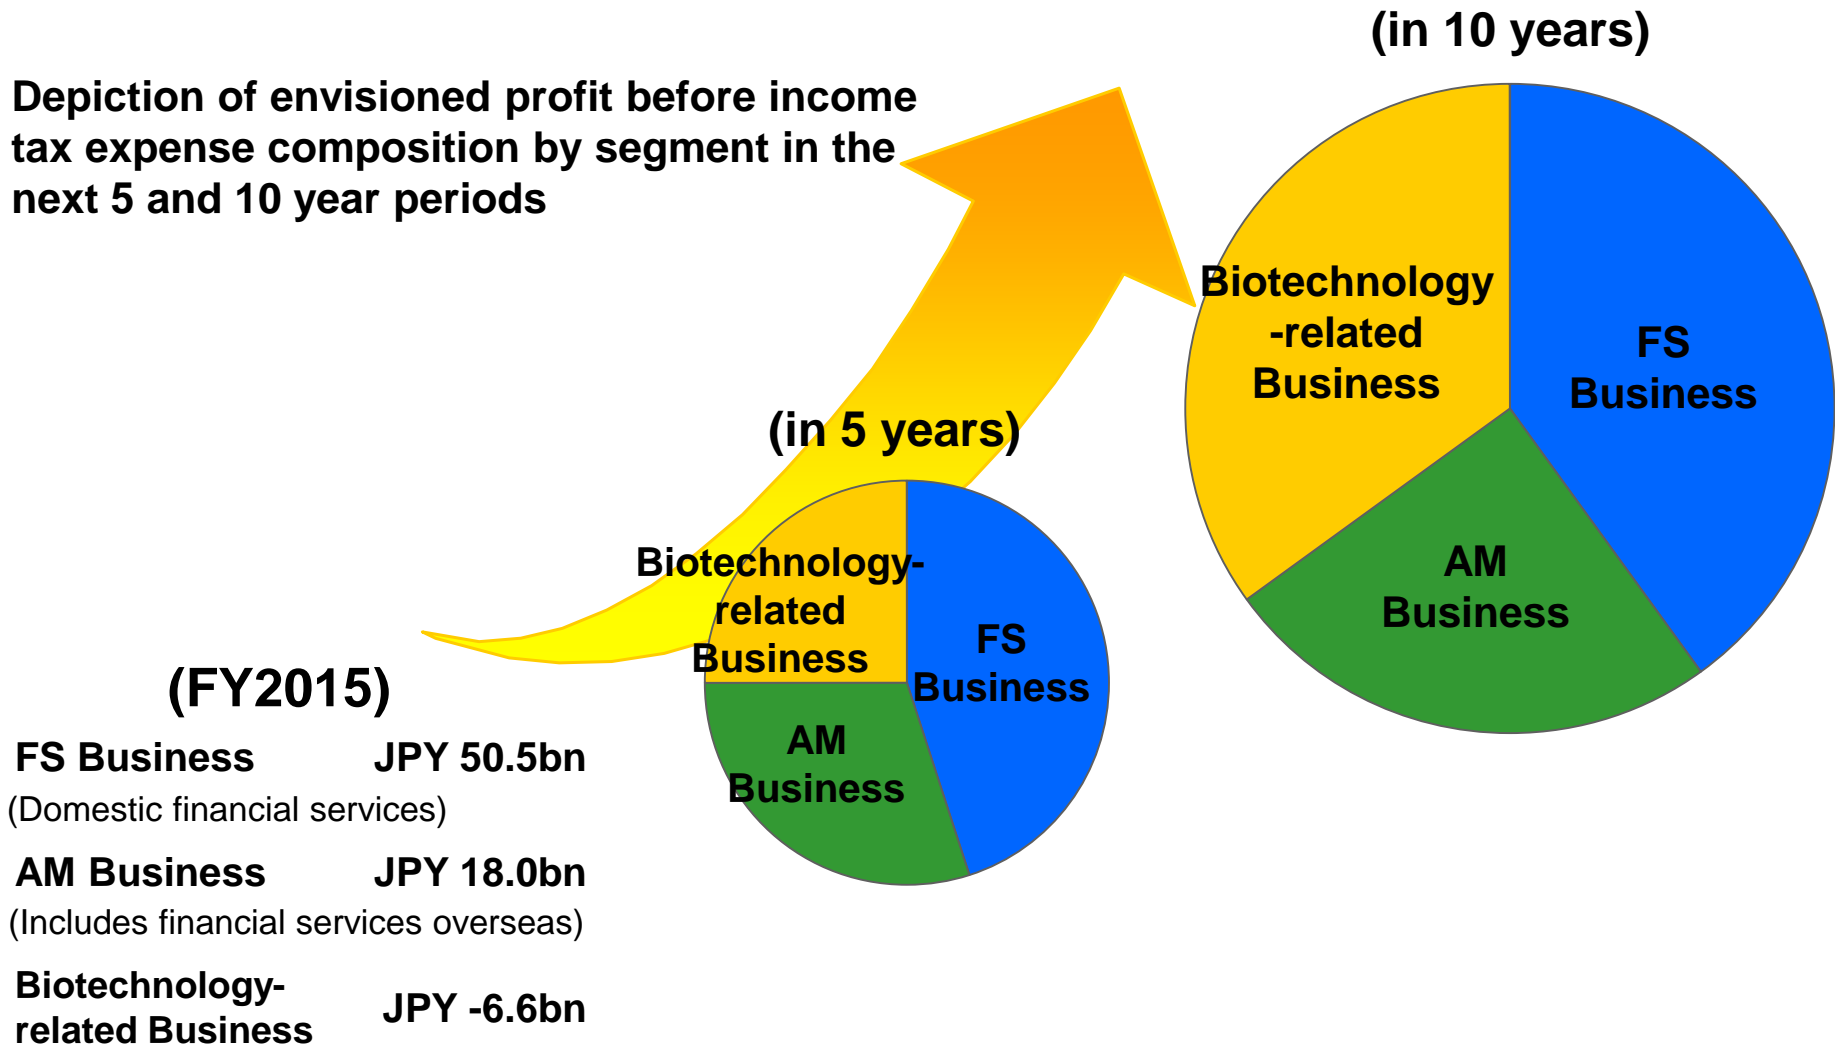 Depiction of envisioned profit before income
tax expense composition by segment in the
next 5 and 10 year periods
(in 10 years)
Biotechnology
-related
Business
FS
Business
AM
Business
(in 5 years)
Biotechnology-
related
Business
FS
Business
AM
Business
(FY2015)
FS Business JPY 50.5bn
(Domestic financial services)
AM Business JPY 18.0bn
(Includes financial services overseas)
Biotechnology-
related Business JPY -6.6bn